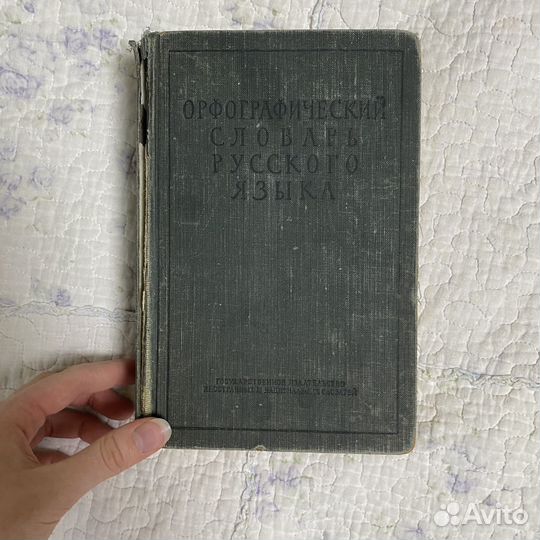 ОРФОГРАФИЧЕСКИЙ
СЛОВАРЬ
РУССКОГО
ЯЗЫКА
ГОСУДАРСТВЕННОЕ ИЗДАТЕЛЬСТВО
ИНОСТРАННЫХ И НАЦИОНАЛЬНЫХ СЛОВАРЕЙ
Avito